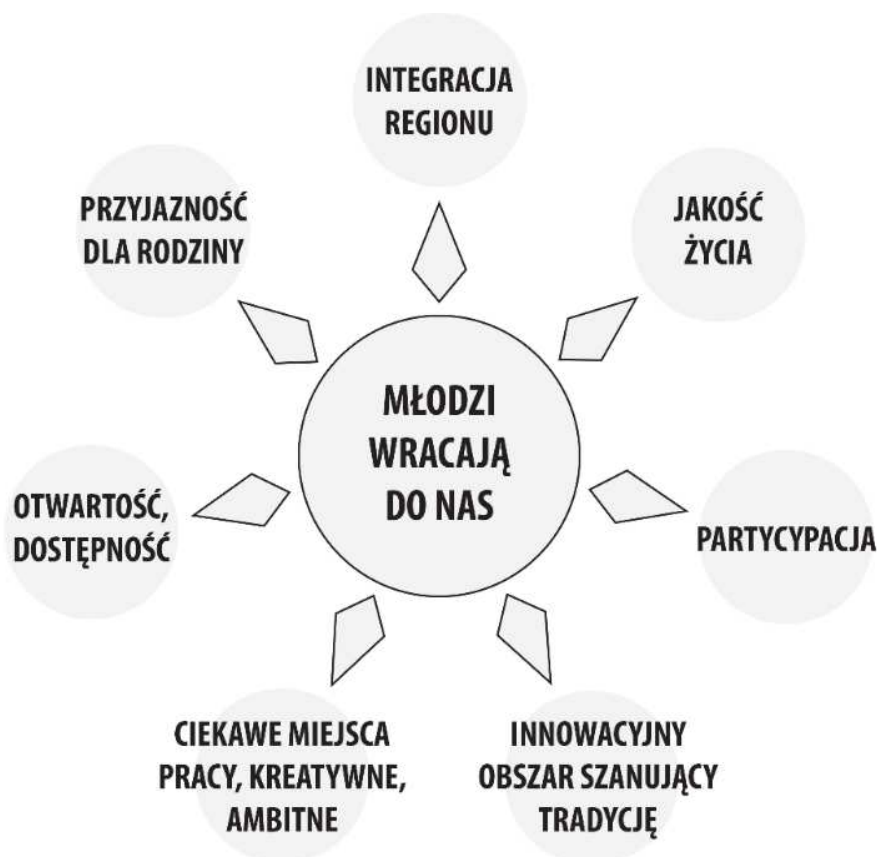 INTEGRACJA
REGIONU
PRZYJAZNOŚĆ
DLA RODZINY
JAKOŚĆ
ŻYCIA
MŁODZI
WRACAJĄ
DO NAS
OTWARTOŚĆ,
DOSTĘPNOŚĆ
PARTYCYPACJA
CIEKAWE MIEJSCA
PRACY, KREATYWNE,
AMBITNE
INNOWACYJNY
OBSZAR SZANUJĄCY
TRADYCJĘ